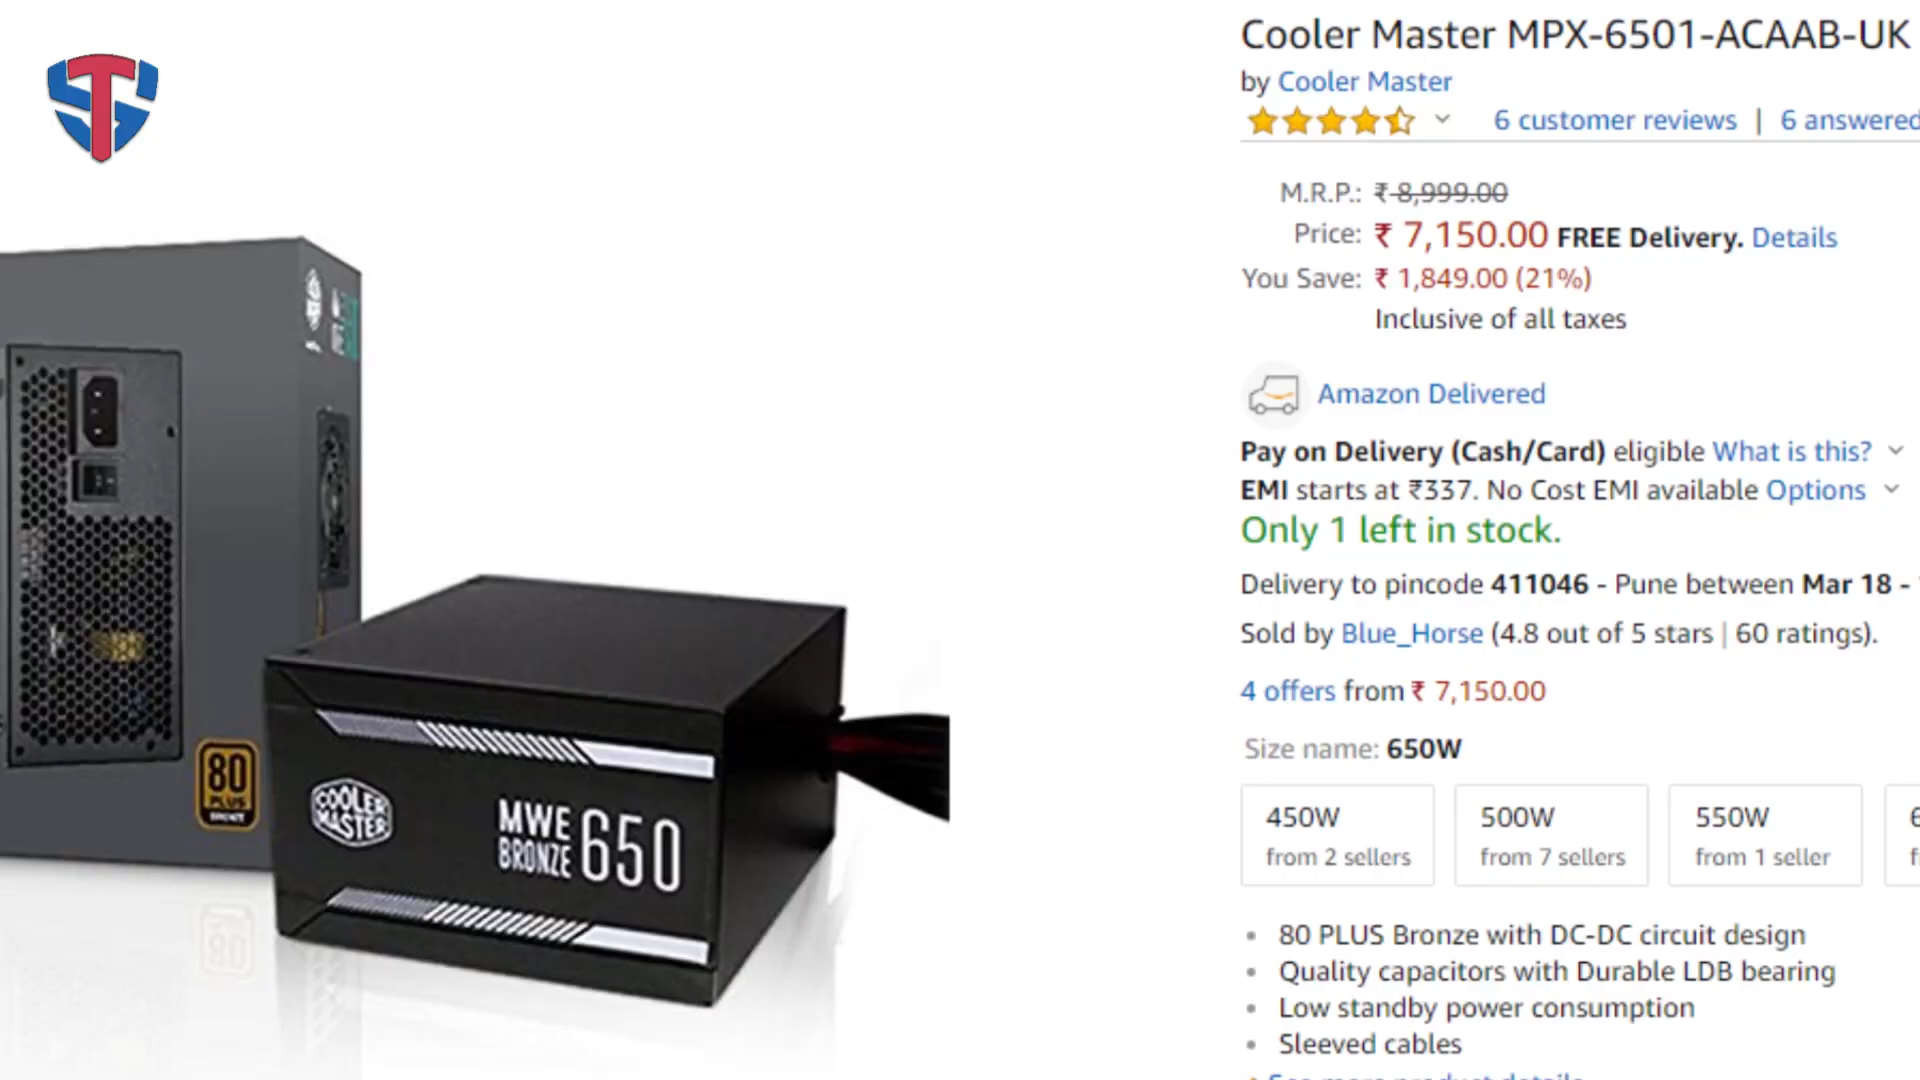 Cooler Master MPX-6501-ACAAB-UK
by Cooler Master
6 customer reviews | 6 answered
M.R.P.: ₹ 8,999.00
Price: ₹ 7,150.00 FREE Delivery. Details
You Save: ₹ 1,849.00 (21%)
Inclusive of all taxes
Amazon Delivered
Pay on Delivery (Cash/Card) eligible What is this?
EMI starts at ₹337. No Cost EMI available Options
Only 1 left in stock.
Delivery to pincode 411046 - Pune between Mar 18 -
Sold by Blue_Horse (4.8 out of 5 stars | 60 ratings).
4 offers from ₹ 7,150.00
Size name: 650W
450W
from 2 sellers
500W
from 7 sellers
550W
from 1 seller
80 PLUS Bronze with DC-DC circuit design
Quality capacitors with Durable LDB bearing
Low standby power consumption
Sleeved cables
See more product details
80
PLUS
BRONZE
COOLER
MASTER
MWE
BRONZE
650